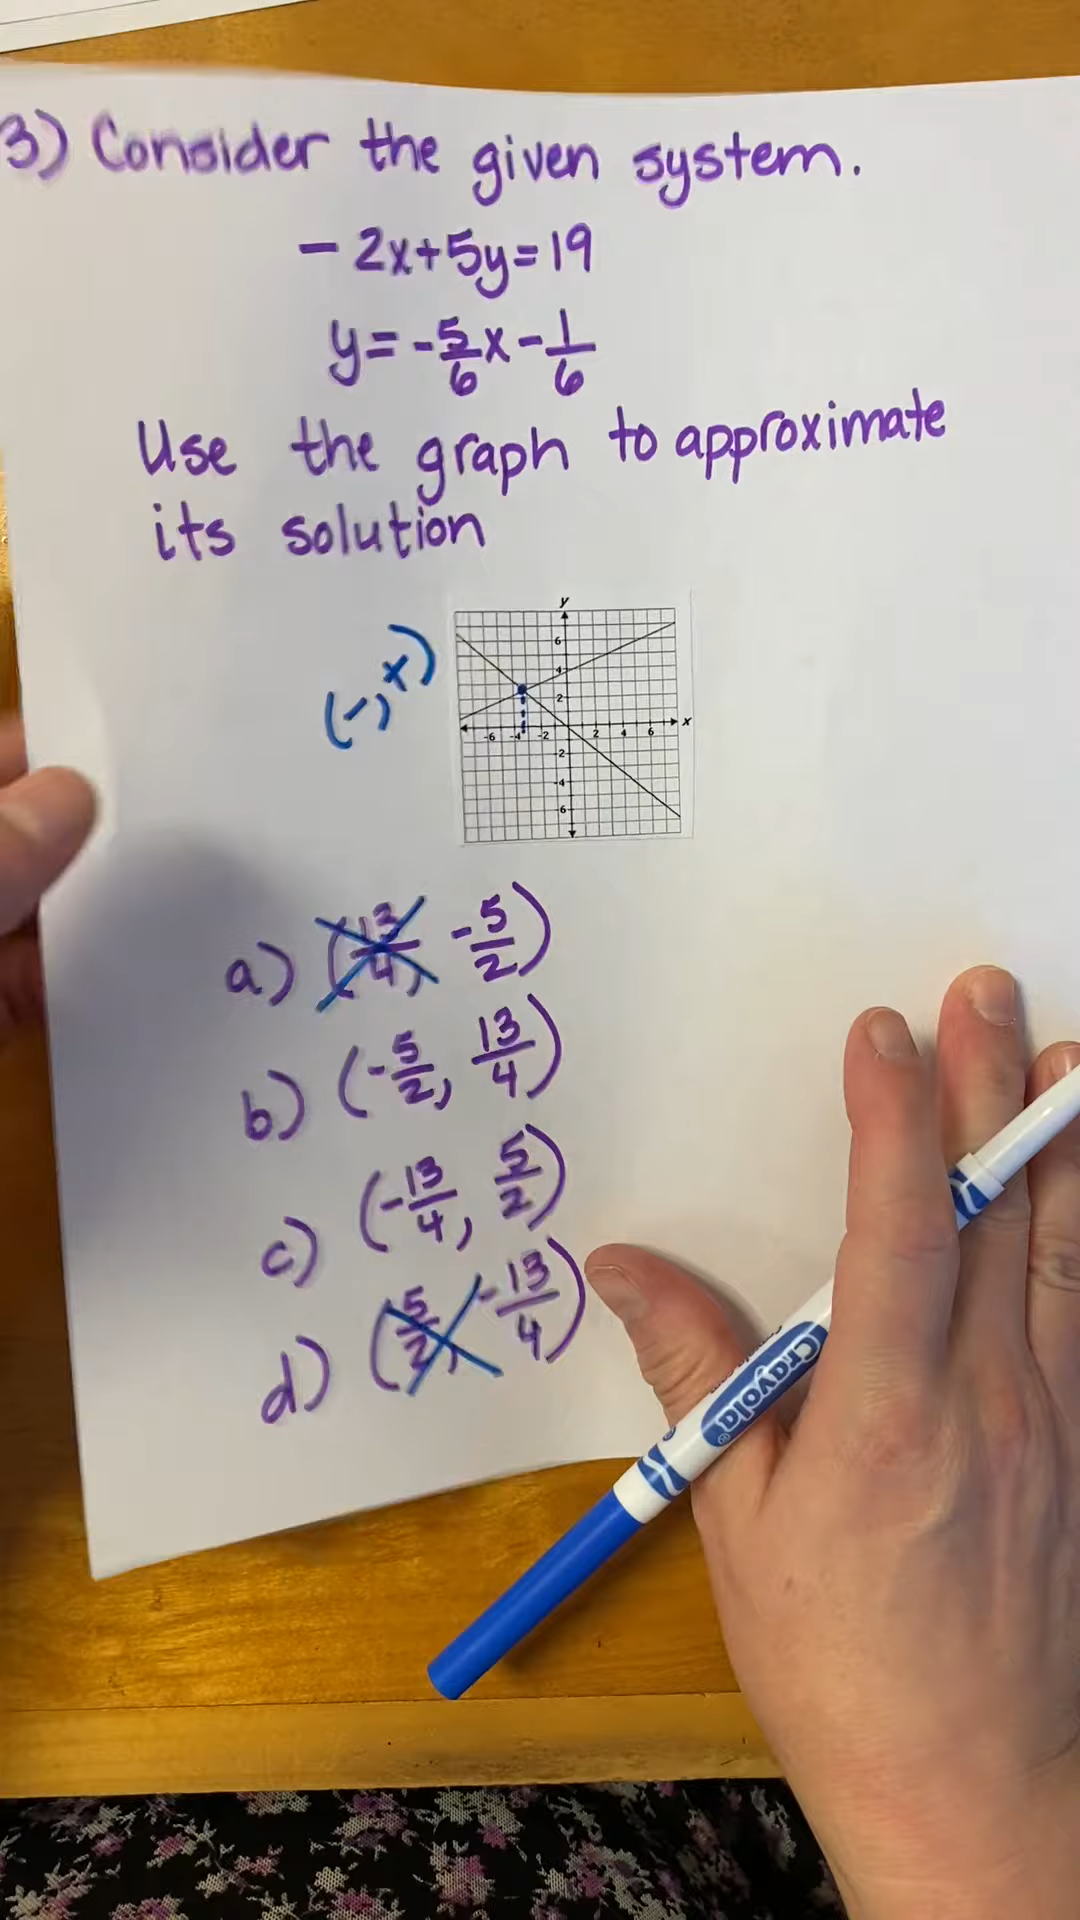 3) Consider the given system.
- 2x+5y=19
y=-5/6x-1/6
Use the graph to approximate
its solution
(-,+)
y
6
4
2
-6 -4 -2 2 4 6 x
-2
-4
-6
a) (13/4, -5/2)
b) (-5/2, 13/4)
c) (-13/4, 5/2)
d) (5/2, -13/4)
Crayola